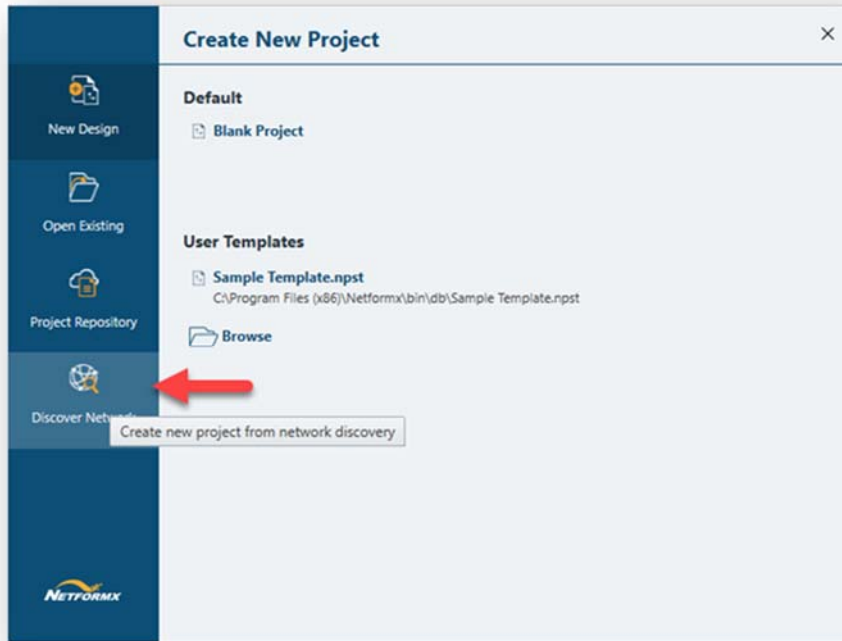 Create New Project
New Design
Open Existing
Project Repository
Discover
NETFORMX
Default
Blank Project
User Templates
Sample Template.npst
C:\Program Files (x86)\Netformx\bin\db\Sample Template.npst
Browse
Create new project from network discovery